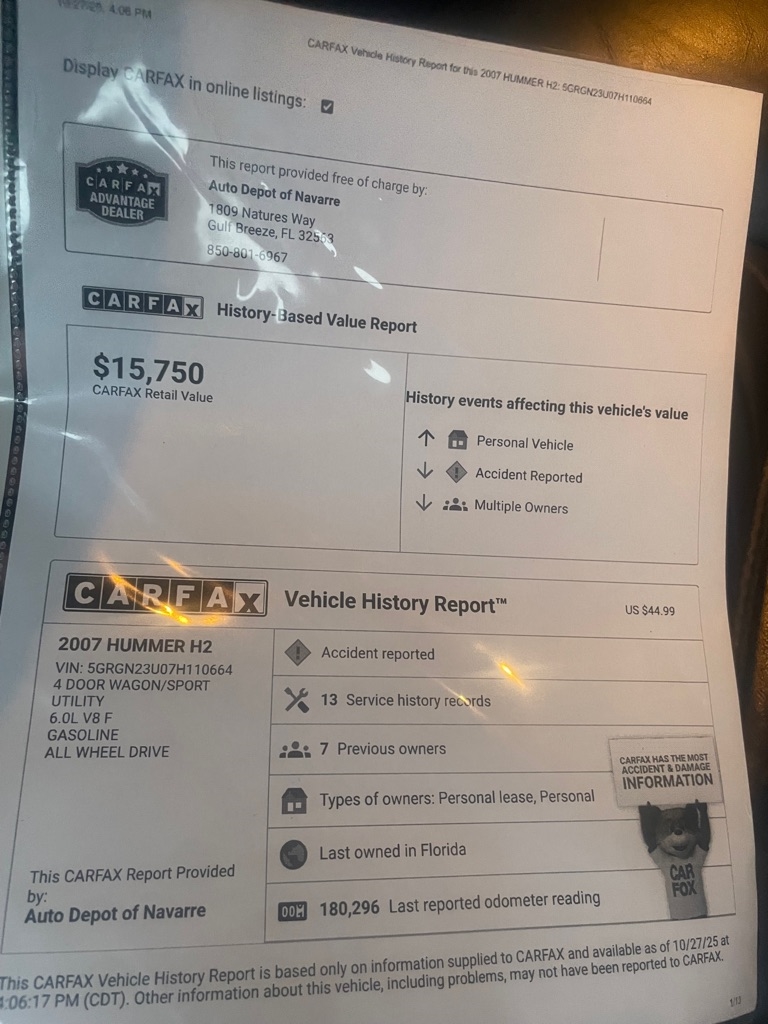 4:06 PM
CARFAX Vehicle History Report for this 2007 HUMMER H2: 5GRGN23U07H110664
Display CARFAX in online listings:
CARFAX
ADVANTAGE
DEALER
This report provided free of charge by:
Auto Depot of Navarre
1809 Natures Way
Gulf Breeze, FL 32563
850-801-6967
CARFAX History-Based Value Report
$15,750
CARFAX Retail Value
History events affecting this vehicle's value
Personal Vehicle
Accident Reported
Multiple Owners
CARFAX Vehicle History Report™ US $44.99
2007 HUMMER H2
VIN: 5GRGN23U07H110664
4 DOOR WAGON/SPORT
UTILITY
6.0L V8 F
GASOLINE
ALL WHEEL DRIVE
This CARFAX Report Provided
by:
Auto Depot of Navarre
Accident reported
13 Service history records
7 Previous owners
Types of owners: Personal lease, Personal
Last owned in Florida
180,296 Last reported odometer reading
CARFAX HAS THE MOST
ACCIDENT & DAMAGE
INFORMATION
CAR
FOX
This CARFAX Vehicle History Report is based only on information supplied to CARFAX and available as of 10/27/25 at
4:06:17 PM (CDT). Other information about this vehicle, including problems, may not have been reported to CARFAX.
1/13